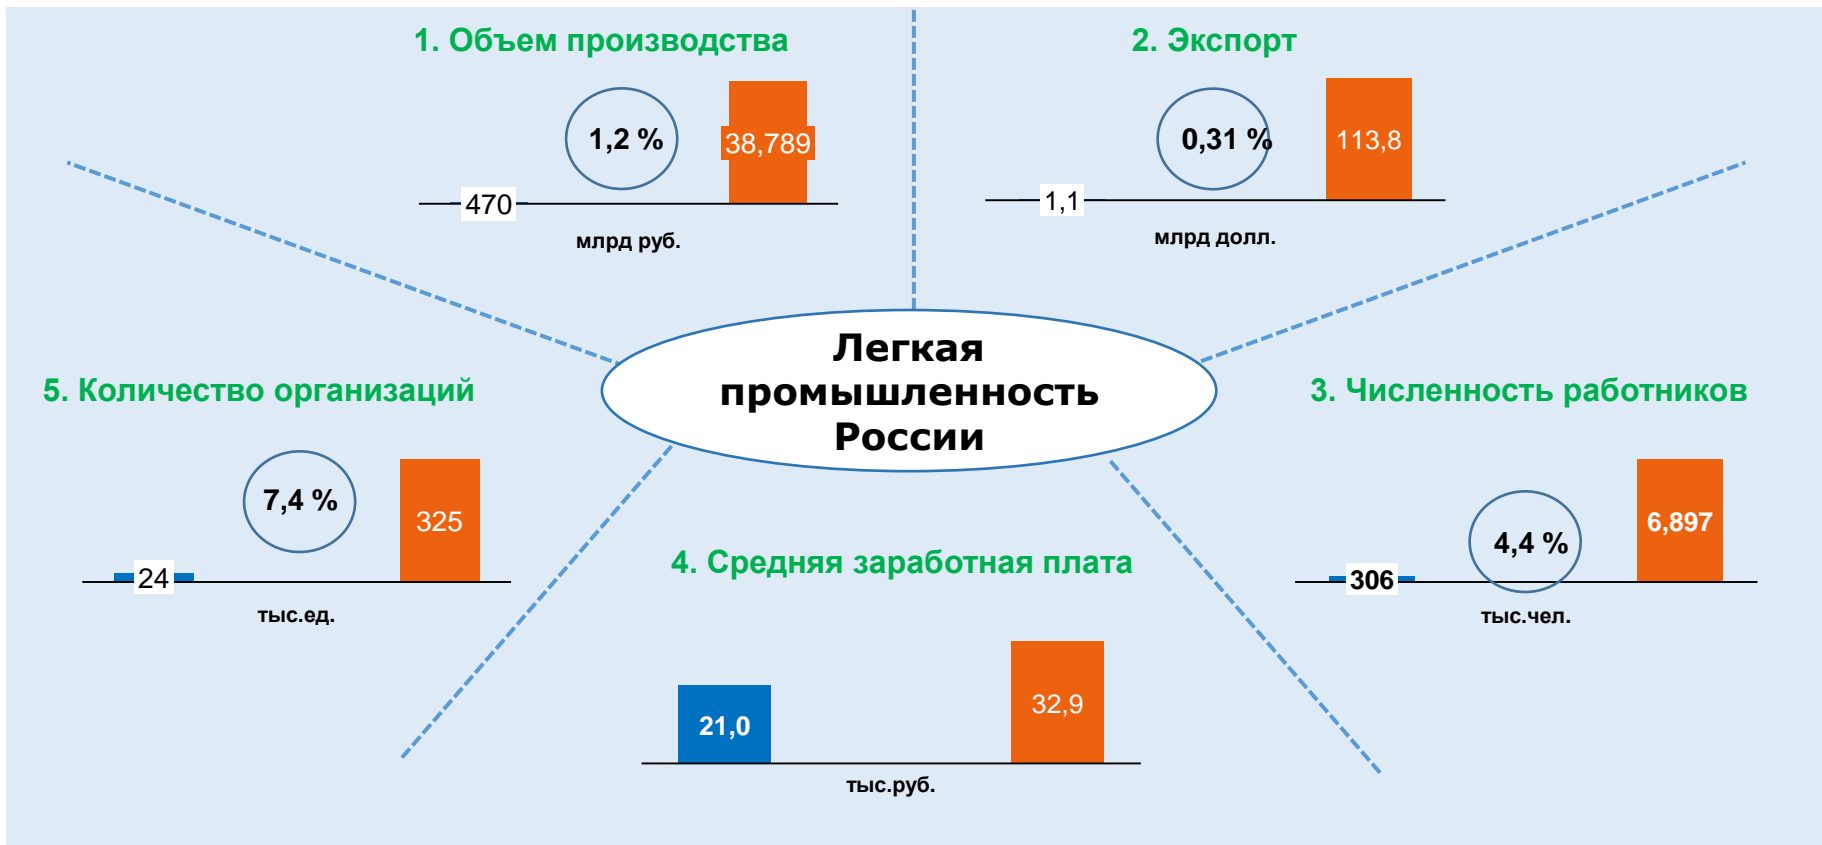 1. Объем производства
1,2 %
38,789
470
млрд руб.
2. Экспорт
0,31 %
113,8
1,1
млрд долл.
Легкая
промышленность
России
5. Количество организаций
7,4 %
325
24
тыс.ед.
3. Численность работников
6,897
4,4 %
306
тыс.чел.
4. Средняя заработная плата
32,9
21,0
тыс.руб.